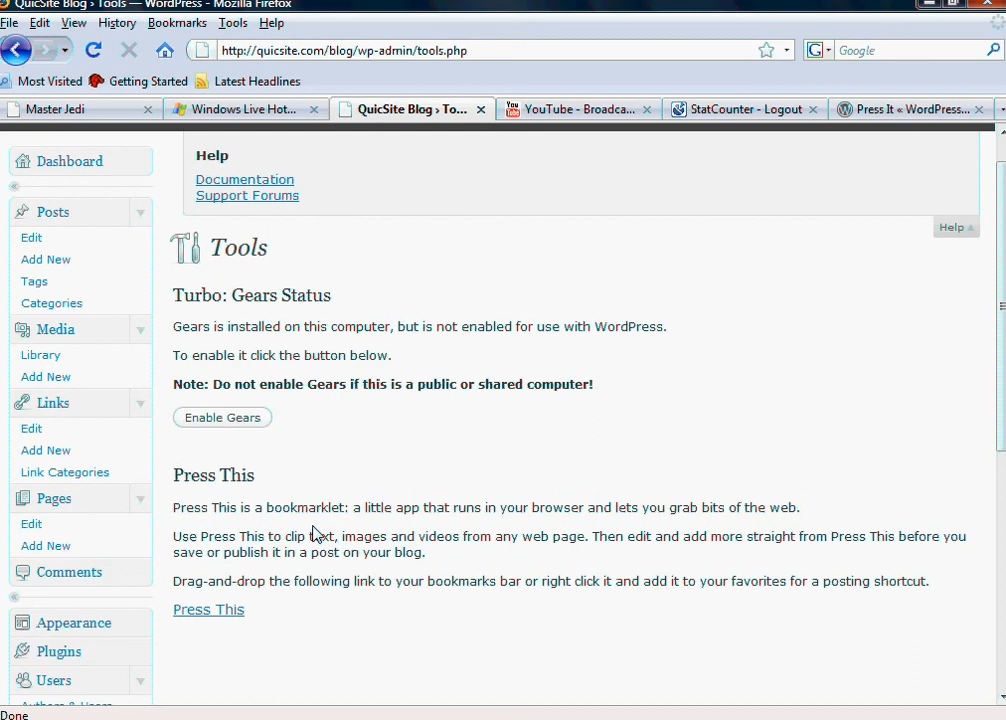 QuicSite Blog › Tools — WordPress - Mozilla Firefox
File Edit View History Bookmarks Tools Help
http://quicsite.com/blog/wp-admin/tools.php
G Google
Most Visited Getting Started Latest Headlines
Master Jedi
Windows Live Hot...
QuicSite Blog › To...
You Tube YouTube - Broadca...
StatCounter - Logout
Press It « WordPress...
Dashboard
Posts
Edit
Add New
Tags
Categories
Media
Library
Add New
Links
Edit
Add New
Link Categories
Pages
Edit
Add New
Comments
Appearance
Plugins
Users
Authors & Users
Help
Documentation
Support Forums
Help
Tools
Turbo: Gears Status
Gears is installed on this computer, but is not enabled for use with WordPress.
To enable it click the button below.
Note: Do not enable Gears if this is a public or shared computer!
Enable Gears
Press This
Press This is a bookmarklet: a little app that runs in your browser and lets you grab bits of the web.
Use Press This to clip text, images and videos from any web page. Then edit and add more straight from Press This before you
save or publish it in a post on your blog.
Drag-and-drop the following link to your bookmarks bar or right click it and add it to your favorites for a posting shortcut.
Press This
Done